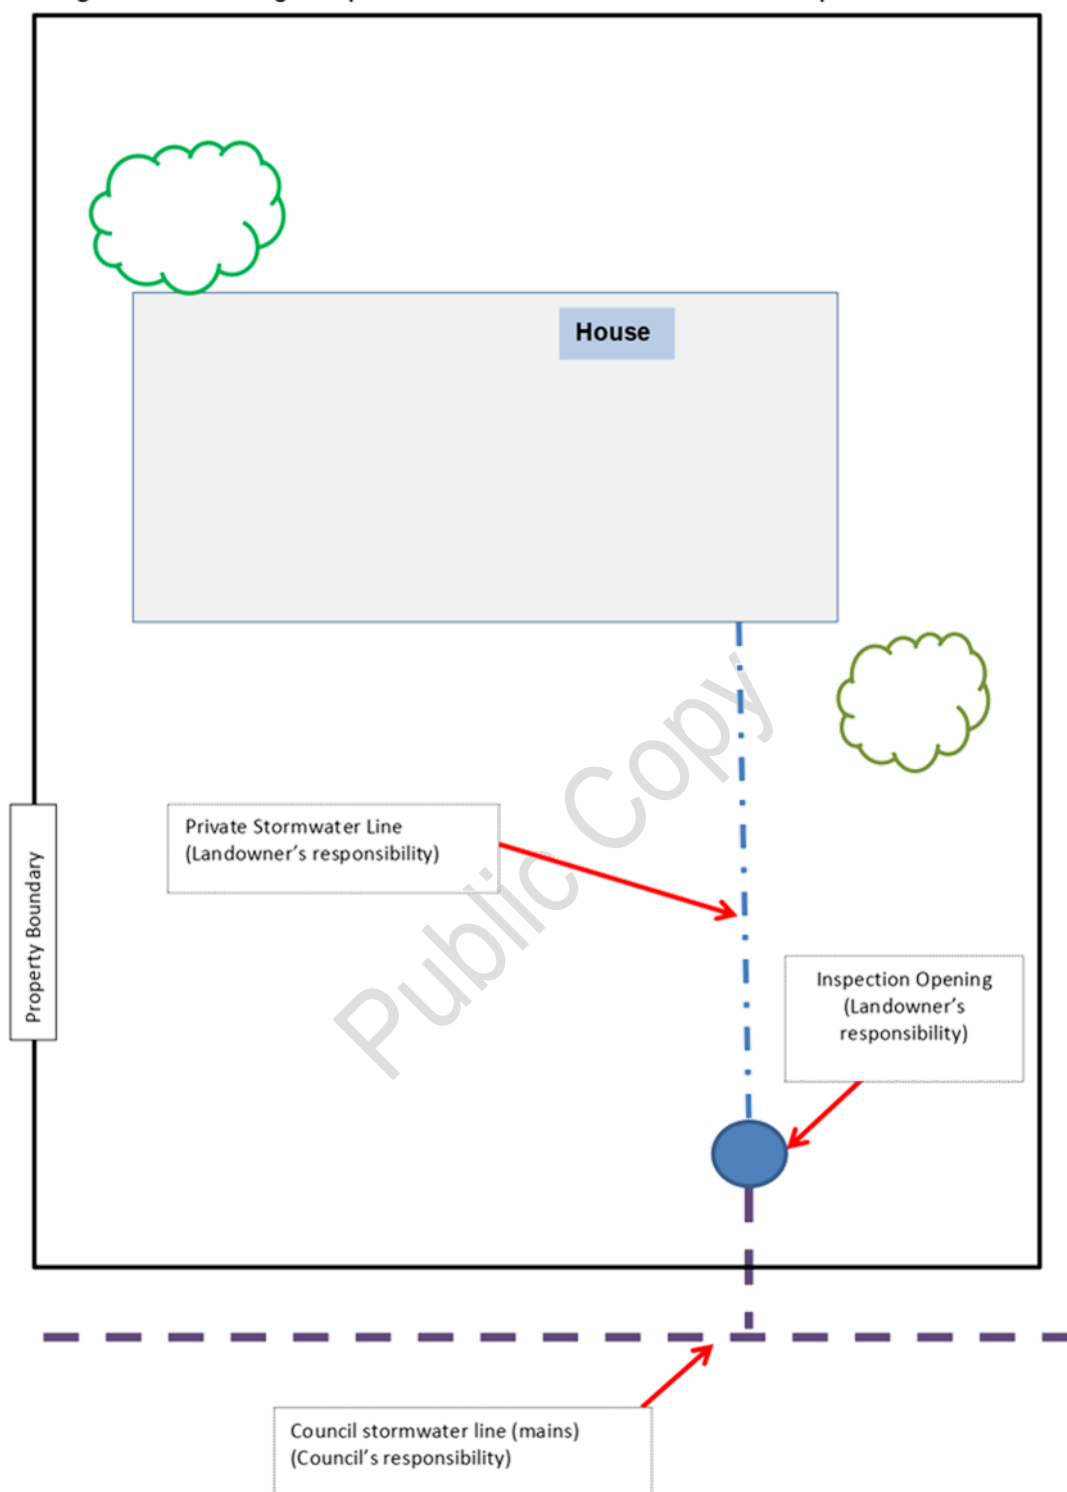 House
Public Copy
Private Stormwater Line
(Landowner's responsibility)
Property Boundary
Inspection Opening
(Landowner's
responsibility)
Council stormwater line (mains)
(Council's responsibility)